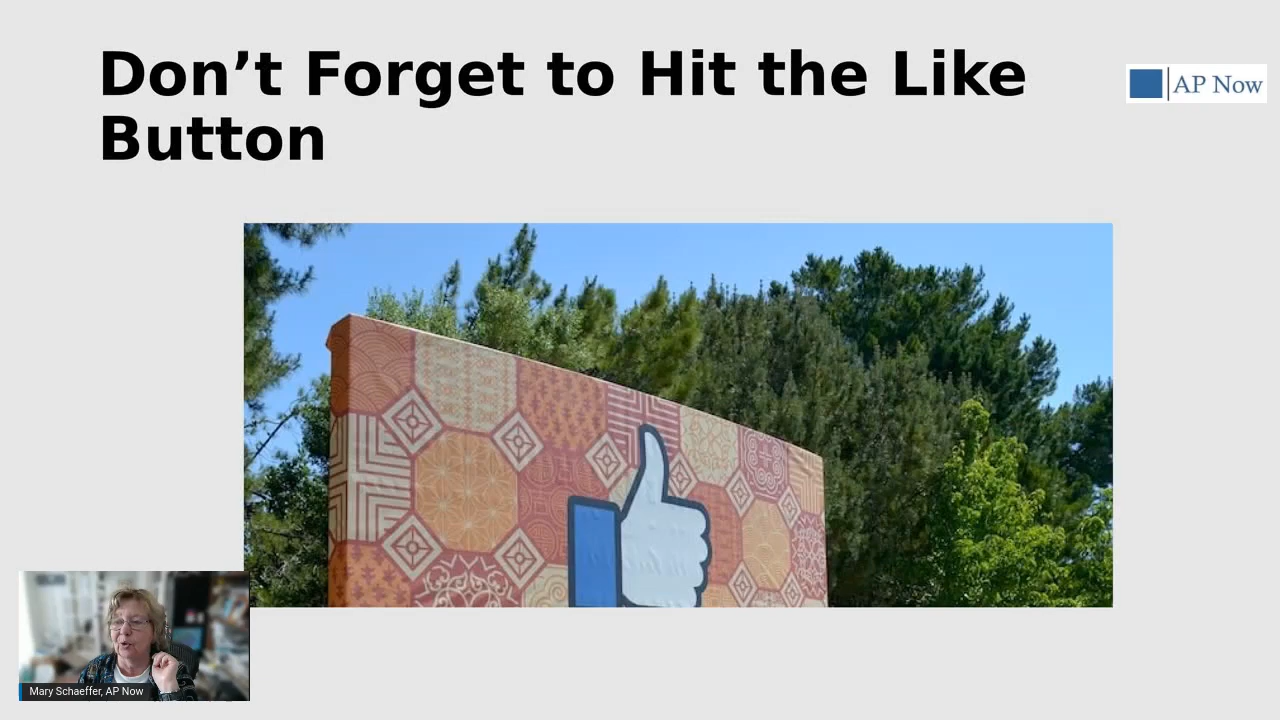 Don’t Forget to Hit the Like
Button
AP Now
Mary Schaeffer, AP Now